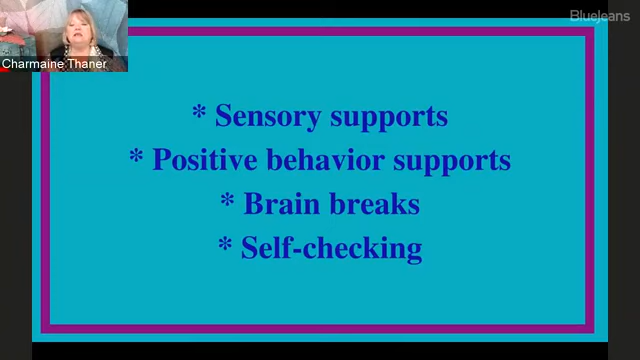 BlueJeans
Charmaine Thaner
* Sensory supports
* Positive behavior supports
* Brain breaks
* Self-checking